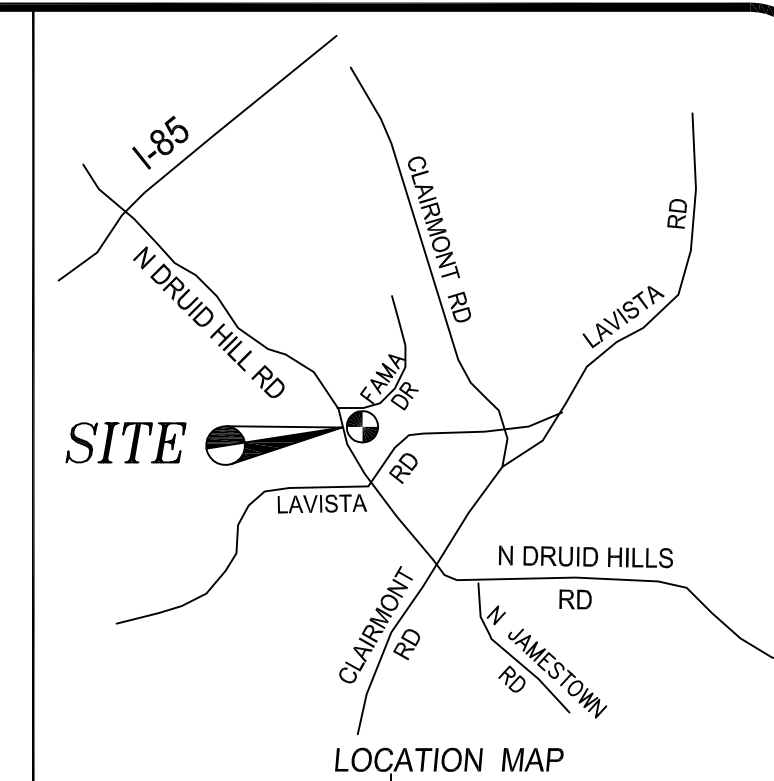 I-85
CLAIRMONT RD
RD
LAVISTA
N DRUID HILL RD
FAMA
DR
SITE
RD
LAVISTA
N DRUID HILLS
RD
CLAIRMONT
RD
N JAMESTOWN
RD
LOCATION MAP